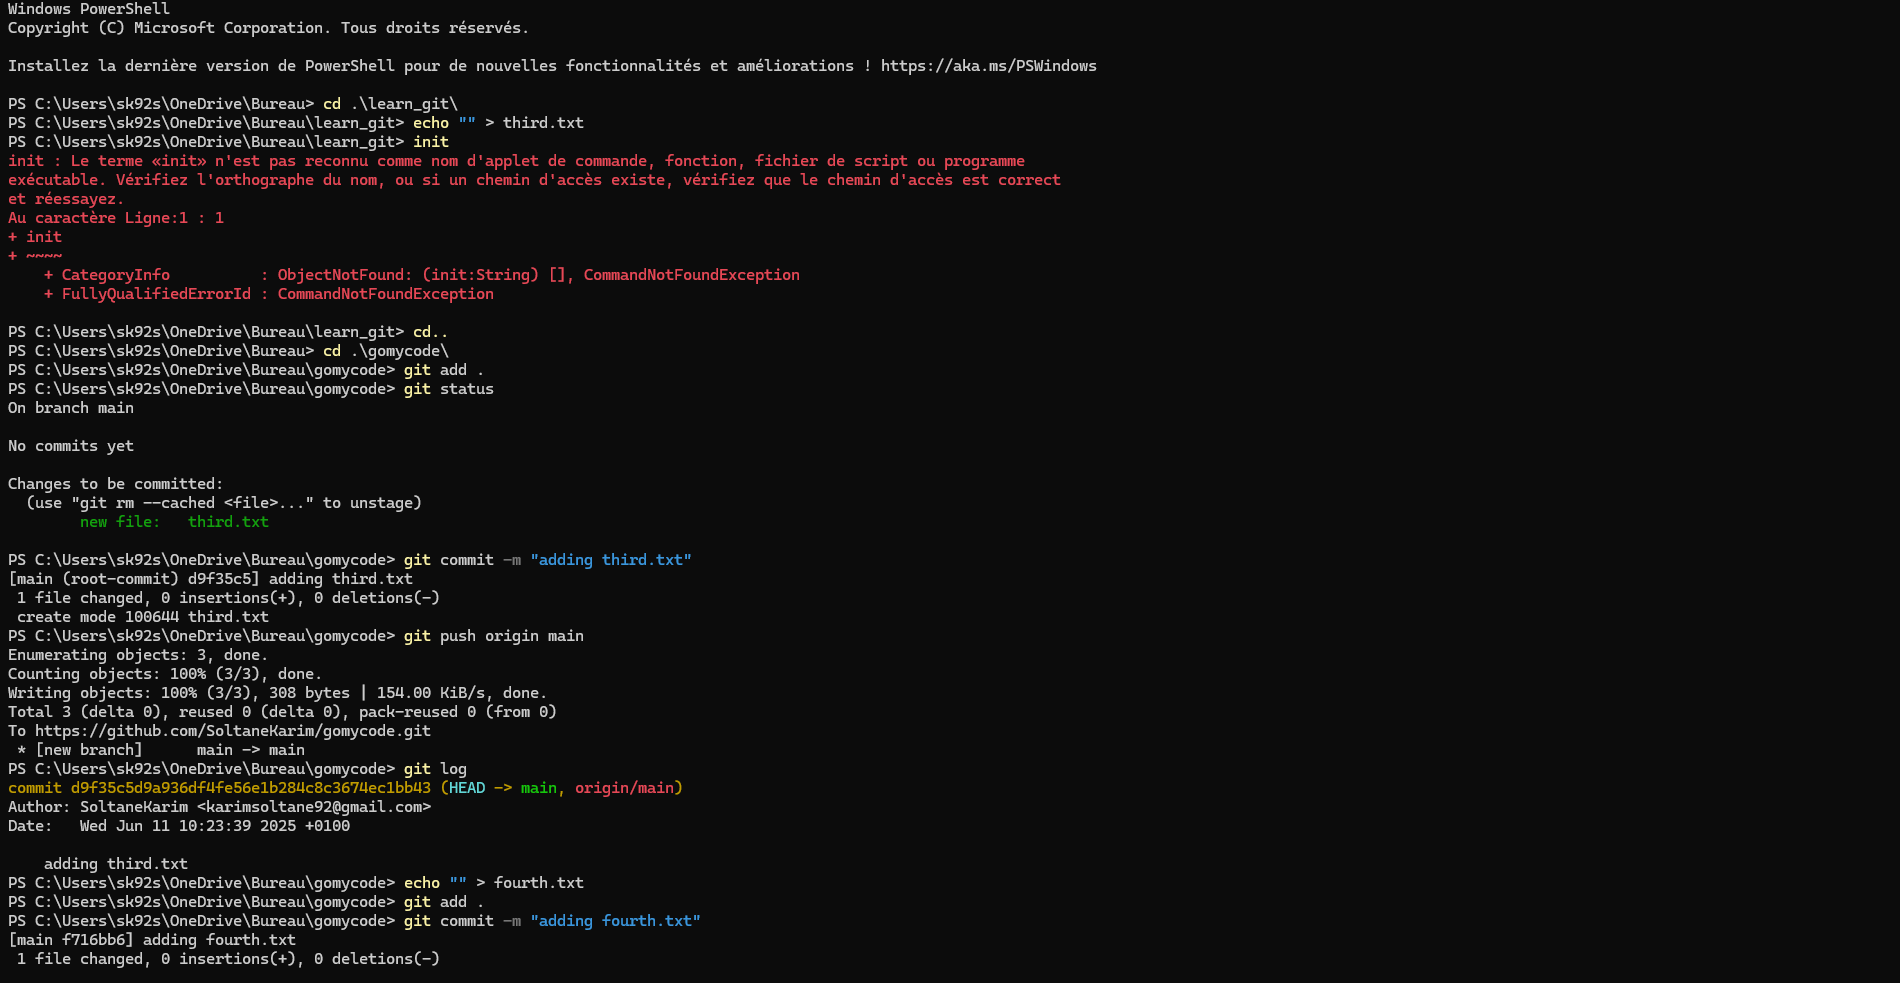 Windows PowerShell
Copyright (C) Microsoft Corporation. Tous droits réservés.
Installez la dernière version de PowerShell pour de nouvelles fonctionnalités et améliorations ! https://aka.ms/PSWindows
PS C:\Users\sk92s\OneDrive\Bureau> cd .\learn_git\
PS C:\Users\sk92s\OneDrive\Bureau\learn_git> echo "" > third.txt
PS C:\Users\sk92s\OneDrive\Bureau\learn_git> init
init : Le terme «init» n'est pas reconnu comme nom d'applet de commande, fonction, fichier de script ou programme
exécutable. Vérifiez l'orthographe du nom, ou si un chemin d'accès existe, vérifiez que le chemin d'accès est correct
et réessayez.
Au caractère Ligne:1 : 1
+ init
+ ~~~~
    + CategoryInfo          : ObjectNotFound: (init:String) [], CommandNotFoundException
    + FullyQualifiedErrorId : CommandNotFoundException
PS C:\Users\sk92s\OneDrive\Bureau\learn_git> cd..
PS C:\Users\sk92s\OneDrive\Bureau> cd .\gomycode\
PS C:\Users\sk92s\OneDrive\Bureau\gomycode> git add .
PS C:\Users\sk92s\OneDrive\Bureau\gomycode> git status
On branch main
No commits yet
Changes to be committed:
  (use "git rm --cached <file>..." to unstage)
        new file:   third.txt
PS C:\Users\sk92s\OneDrive\Bureau\gomycode> git commit -m "adding third.txt"
[main (root-commit) d9f35c5] adding third.txt
 1 file changed, 0 insertions(+), 0 deletions(-)
 create mode 100644 third.txt
PS C:\Users\sk92s\OneDrive\Bureau\gomycode> git push origin main
Enumerating objects: 3, done.
Counting objects: 100% (3/3), done.
Writing objects: 100% (3/3), 308 bytes | 154.00 KiB/s, done.
Total 3 (delta 0), reused 0 (delta 0), pack-reused 0 (from 0)
To https://github.com/SoltaneKarim/gomycode.git
 * [new branch]      main -> main
PS C:\Users\sk92s\OneDrive\Bureau\gomycode> git log
commit d9f35c5d9a936df4fe56e1b284c8c3674ec1bb43 (HEAD -> main, origin/main)
Author: SoltaneKarim <karimsoltane92@gmail.com>
Date:   Wed Jun 11 10:23:39 2025 +0100
    adding third.txt
PS C:\Users\sk92s\OneDrive\Bureau\gomycode> echo "" > fourth.txt
PS C:\Users\sk92s\OneDrive\Bureau\gomycode> git add .
PS C:\Users\sk92s\OneDrive\Bureau\gomycode> git commit -m "adding fourth.txt"
[main f716bb6] adding fourth.txt
 1 file changed, 0 insertions(+), 0 deletions(-)